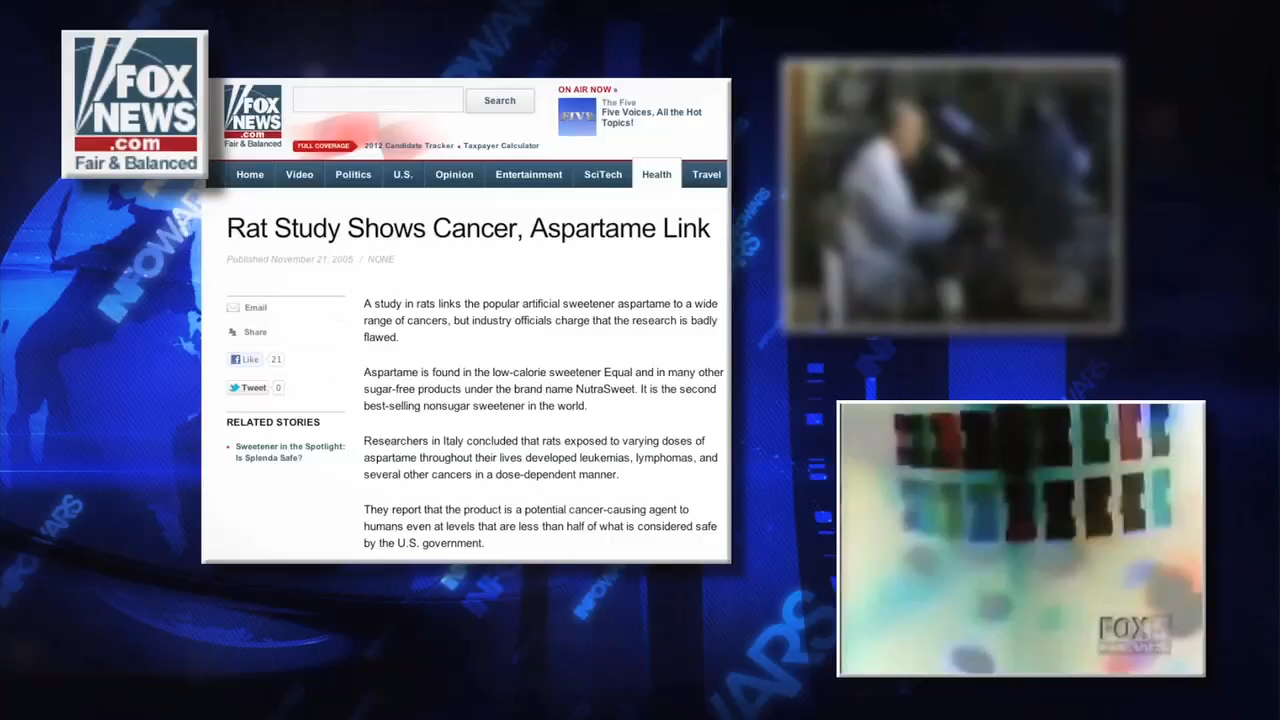 FOX
NEWS
.com
Fair & Balanced
FOX
NEWS
.com
Fair & Balanced
Search
FULL COVERAGE
2012 Candidate Tracker • Taxpayer Calculator
ON AIR NOW »
FIVE
The Five
Five Voices, All the Hot
Topics!
Home Video Politics U.S. Opinion Entertainment SciTech Health Travel
Rat Study Shows Cancer, Aspartame Link
Published November 21, 2005 / NONE
Email
Share
Like 21
Tweet 0
RELATED STORIES
• Sweetener in the Spotlight:
Is Splenda Safe?
A study in rats links the popular artificial sweetener aspartame to a wide
range of cancers, but industry officials charge that the research is badly
flawed.
Aspartame is found in the low-calorie sweetener Equal and in many other
sugar-free products under the brand name NutraSweet. It is the second
best-selling nonsugar sweetener in the world.
Researchers in Italy concluded that rats exposed to varying doses of
aspartame throughout their lives developed leukemias, lymphomas, and
several other cancers in a dose-dependent manner.
They report that the product is a potential cancer-causing agent to
humans even at levels that are less than half of what is considered safe
by the U.S. government.
INFOWARS
INFOWARS
INFOWARS
FOX